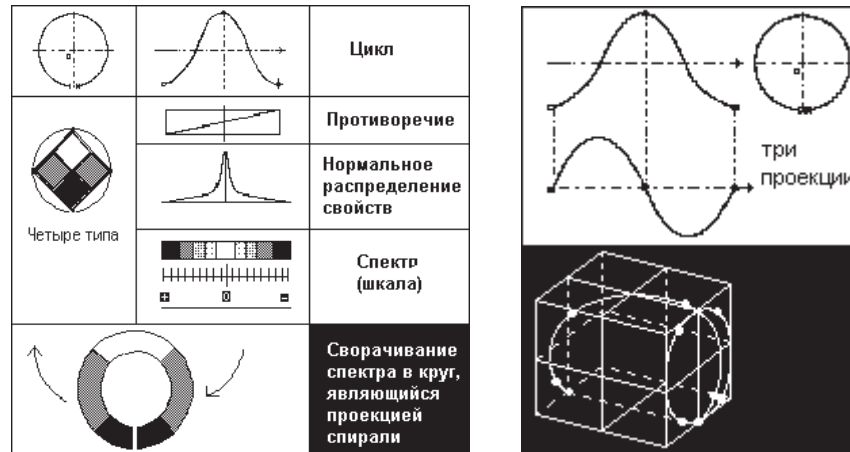 Цикл
Противоречие
Нормальное
распределение
свойств
Четыре типа
Спектр
(шкала)
+ 0 -
Сворачивание
спектра в круг,
являющийся
проекцией
спирали
три
проекции